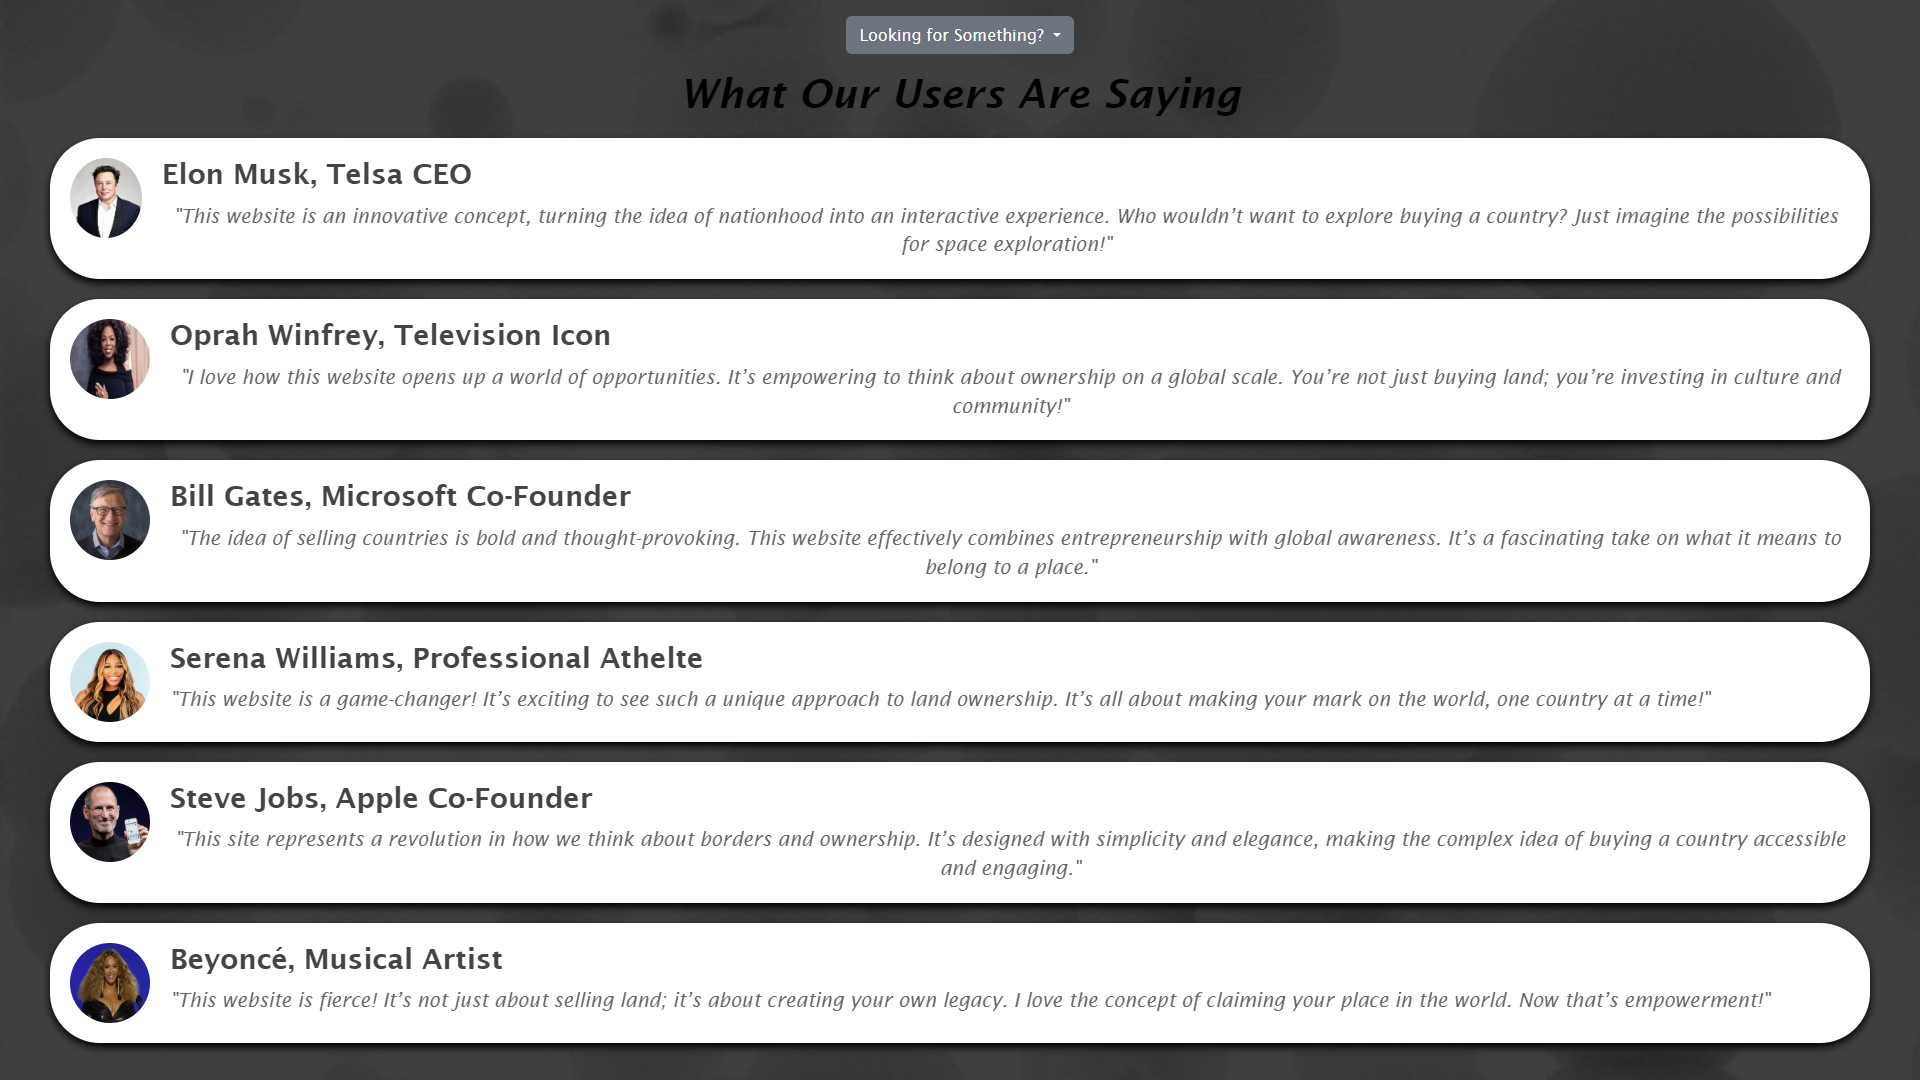 Looking for Something?
What Our Users Are Saying
Elon Musk, Telsa CEO
"This website is an innovative concept, turning the idea of nationhood into an interactive experience. Who wouldn’t want to explore buying a country? Just imagine the possibilities
for space exploration!"
Oprah Winfrey, Television Icon
"I love how this website opens up a world of opportunities. It’s empowering to think about ownership on a global scale. You’re not just buying land; you’re investing in culture and
community!"
Bill Gates, Microsoft Co-Founder
"The idea of selling countries is bold and thought-provoking. This website effectively combines entrepreneurship with global awareness. It’s a fascinating take on what it means to
belong to a place."
Serena Williams, Professional Athelte
"This website is a game-changer! It’s exciting to see such a unique approach to land ownership. It’s all about making your mark on the world, one country at a time!"
Steve Jobs, Apple Co-Founder
"This site represents a revolution in how we think about borders and ownership. It’s designed with simplicity and elegance, making the complex idea of buying a country accessible
and engaging."
Beyoncé, Musical Artist
"This website is fierce! It’s not just about selling land; it’s about creating your own legacy. I love the concept of claiming your place in the world. Now that’s empowerment!"